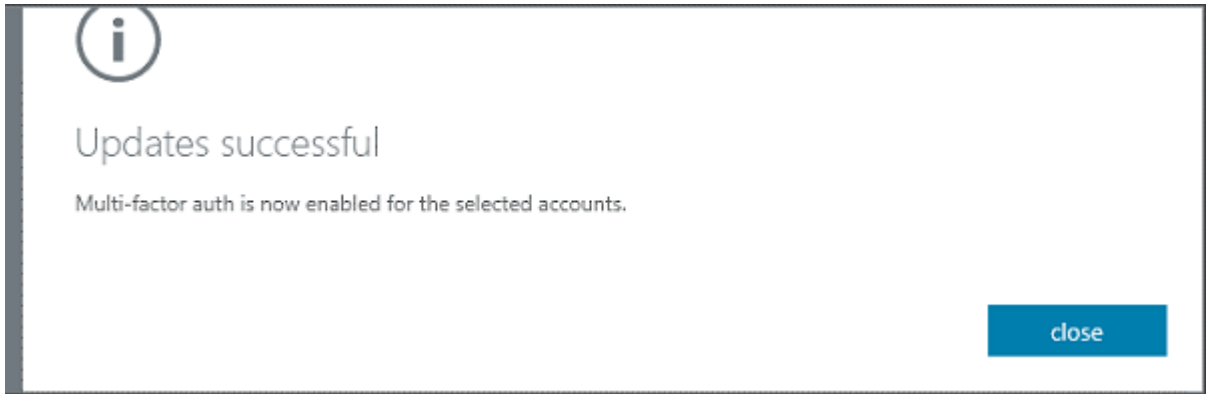 Updates successful
Multi-factor auth is now enabled for the selected accounts.
close